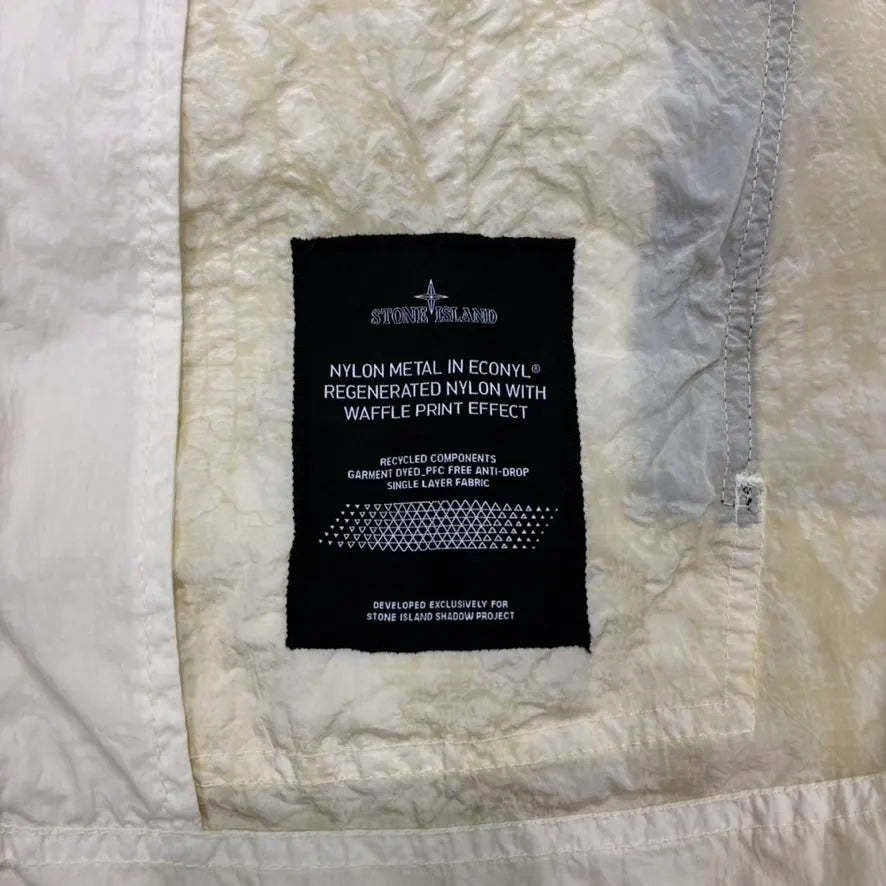 STONE ISLAND
NYLON METAL IN ECONYL®
REGENERATED NYLON WITH
WAFFLE PRINT EFFECT
RECYCLED COMPONENTS
GARMENT DYED_PFC FREE ANTI-DROP
SINGLE LAYER FABRIC
DEVELOPED EXCLUSIVELY FOR
STONE ISLAND SHADOW PROJECT